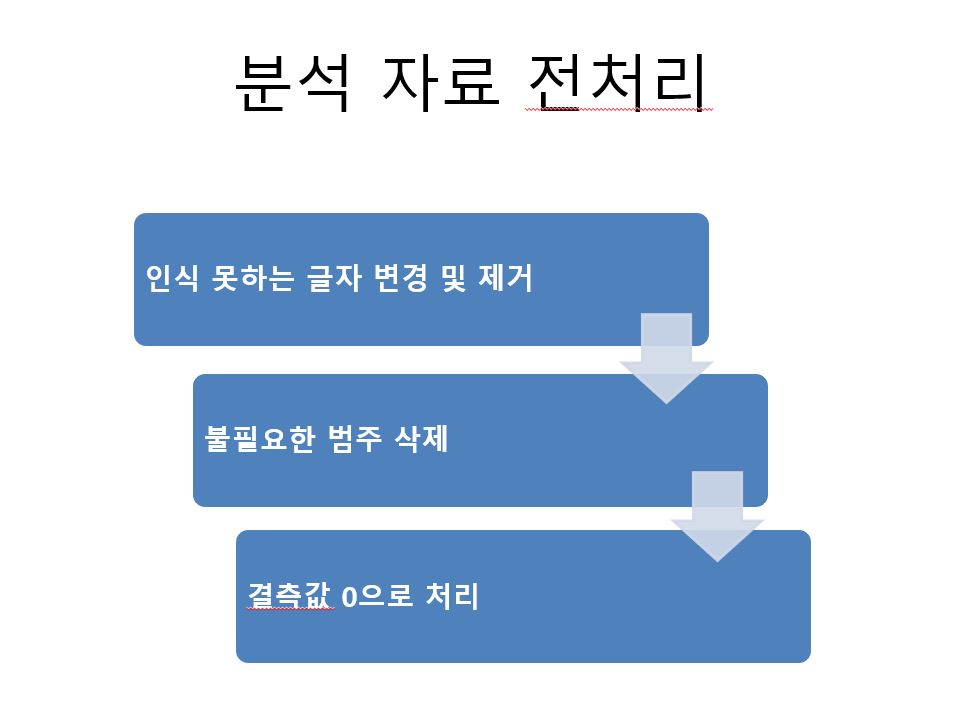 분석 자료 전처리
인식 못하는 글자 변경 및 제거
불필요한 범주 삭제
결측값 0으로 처리